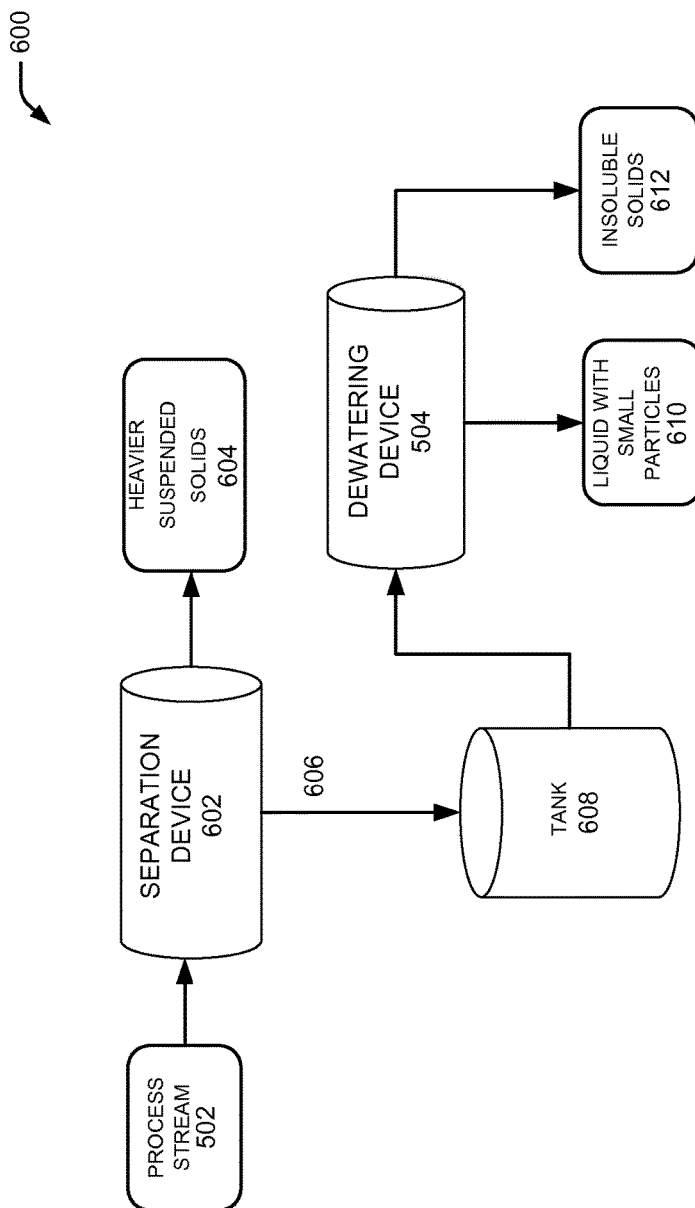 600
PROCESS
STREAM
502
SEPARATION
DEVICE
602
HEAVIER
SUSPENDED
SOLIDS
604
606
TANK
608
DEWATERING
DEVICE
504
LIQUID WITH
SMALL
PARTICLES
610
INSOLUBLE
SOLIDS
612